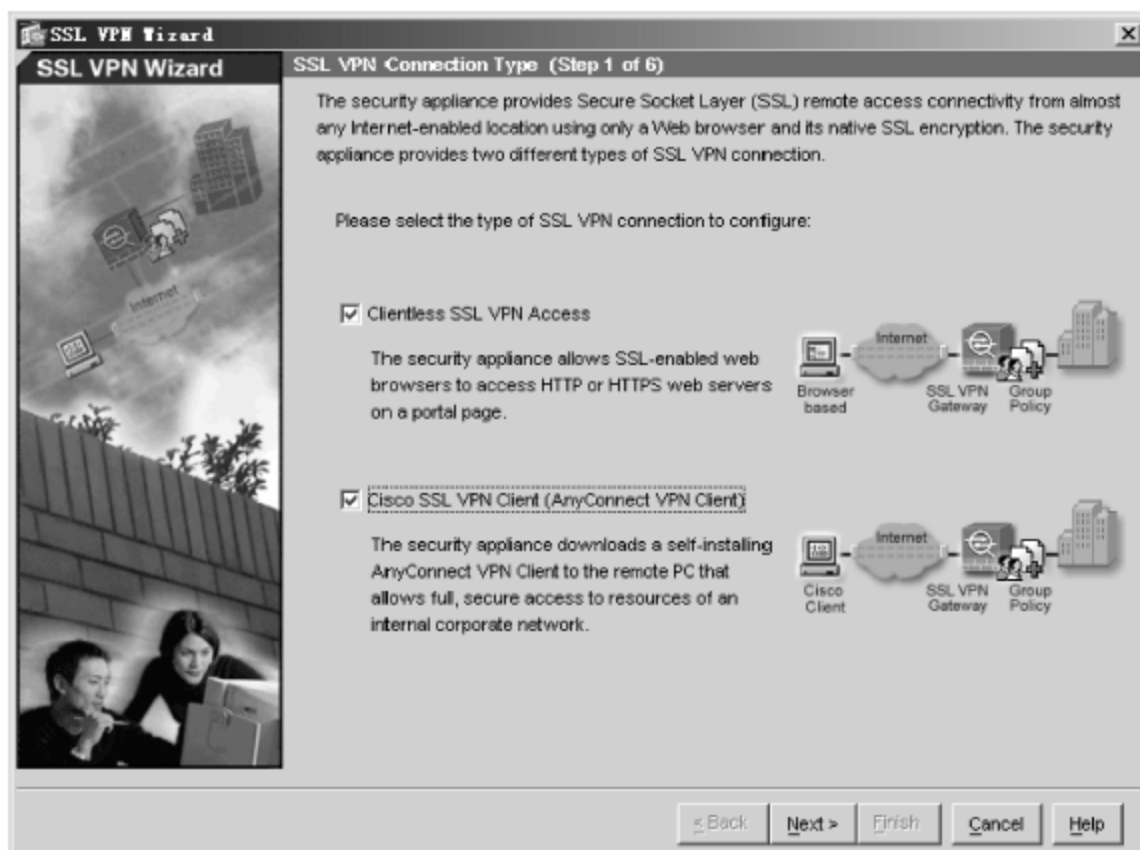 SSL VPN Wizard
SSL VPN Wizard
SSL VPN Connection Type (Step 1 of 6)
The security appliance provides Secure Socket Layer (SSL) remote access connectivity from almost
any Internet-enabled location using only a Web browser and its native SSL encryption. The security
appliance provides two different types of SSL VPN connection.
Please select the type of SSL VPN connection to configure:
Internet
Clientless SSL VPN Access
The security appliance allows SSL-enabled web
browsers to access HTTP or HTTPS web servers
on a portal page.
Internet
Browser
based
SSL VPN
Gateway
Group
Policy
Cisco SSL VPN Client (AnyConnect VPN Client)
The security appliance downloads a self-installing
AnyConnect VPN Client to the remote PC that
allows full, secure access to resources of an
internal corporate network.
Internet
Cisco
Client
SSL VPN
Gateway
Group
Policy
< Back
Next >
Finish
Cancel
Help